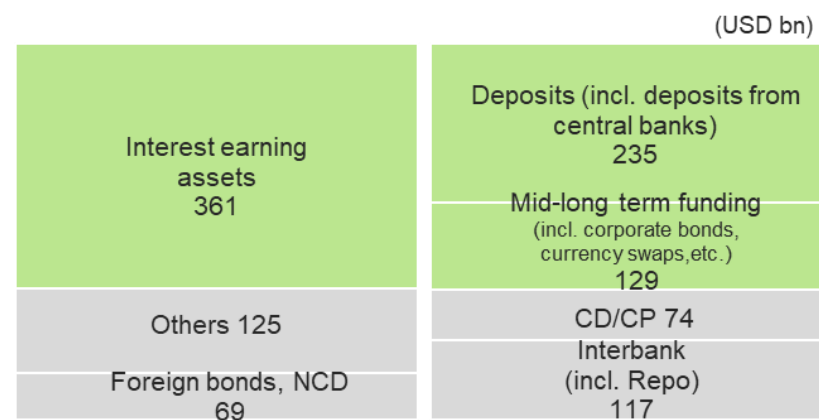 (USD bn)
Interest earning
assets
361
Others 125
Foreign bonds, NCD
69
Deposits (incl. deposits from
central banks)
235
Mid-long term funding
(incl. corporate bonds,
currency swaps,etc.)
129
CD/CP 74
Interbank
(incl. Repo)
117